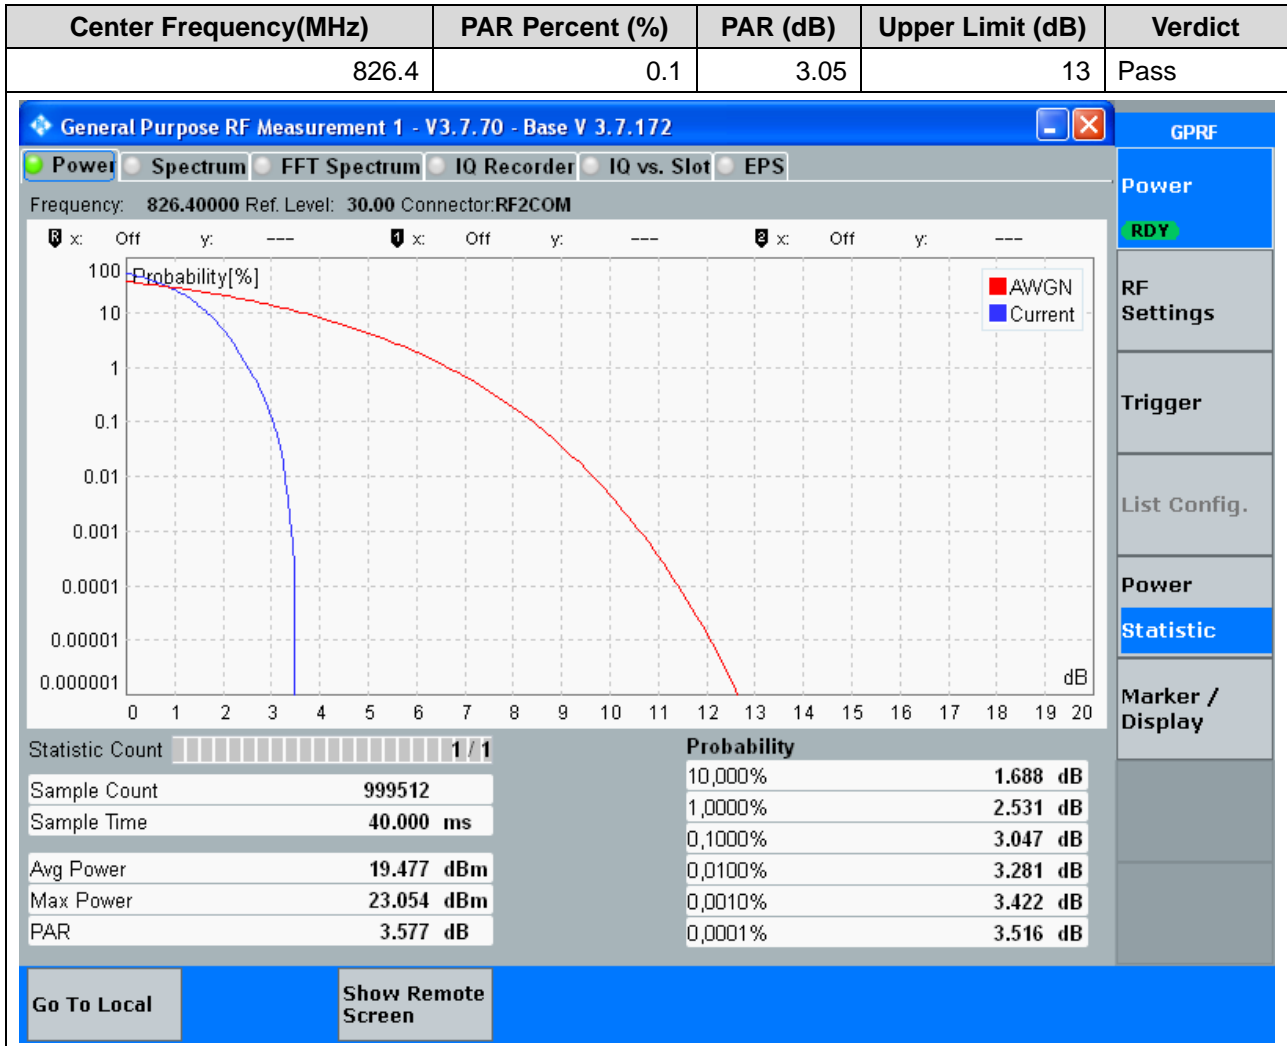 Center Frequency(MHz) PAR Percent (%) PAR (dB) Upper Limit (dB) Verdict
826.4 0.1 3.05 13 Pass
General Purpose RF Measurement 1 - V3.7.70 - Base V 3.7.172
GPRF
Power Spectrum FFT Spectrum IQ Recorder IQ vs. Slot EPS
Frequency: 826.40000 Ref. Level: 30.00 Connector:RF2COM
R x: Off y: --- 1 x: Off y: --- 2 x: Off y: ---
Probability[%]
AWGN
Current
100
10
1
0.1
0.01
0.001
0.0001
0.00001
0.000001
dB
0 1 2 3 4 5 6 7 8 9 10 11 12 13 14 15 16 17 18 19 20
Statistic Count 1 / 1
Sample Count 999512
Sample Time 40.000 ms
Avg Power 19.477 dBm
Max Power 23.054 dBm
PAR 3.577 dB
Probability
10,000% 1.688 dB
1,0000% 2.531 dB
0,1000% 3.047 dB
0,0100% 3.281 dB
0,0010% 3.422 dB
0,0001% 3.516 dB
Power
RDY
RF
Settings
Trigger
List Config.
Power
Statistic
Marker /
Display
Go To Local
Show Remote
Screen